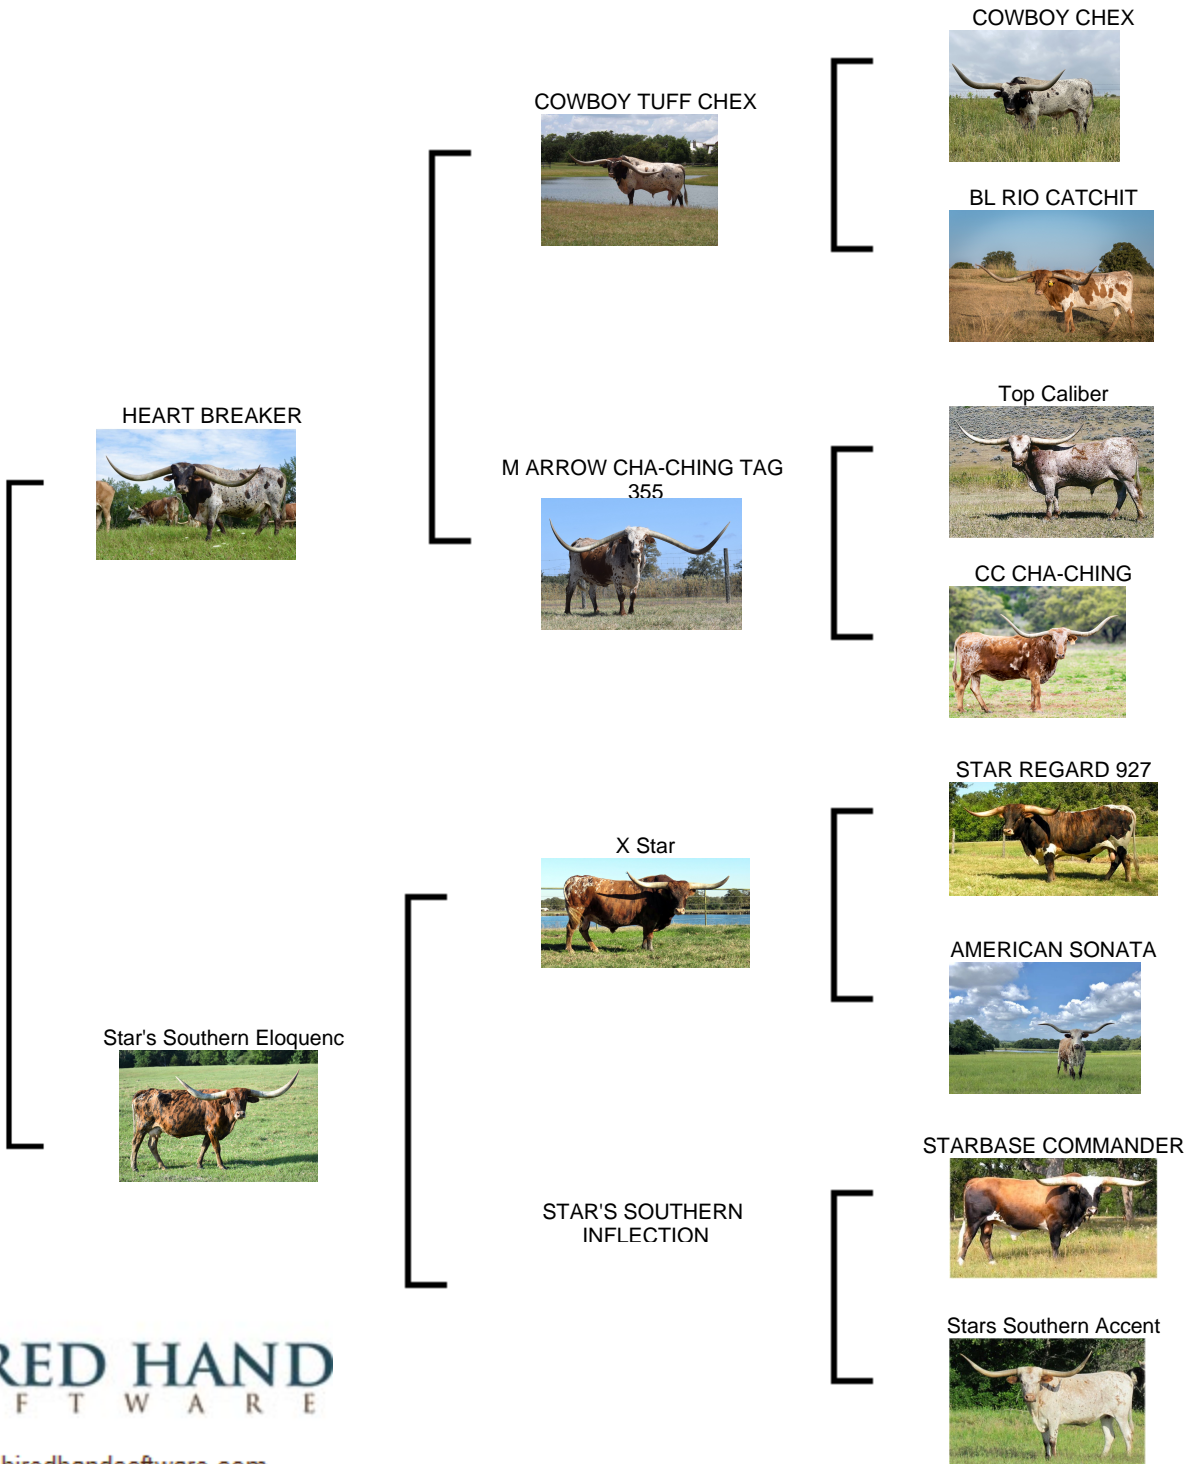 COWBOY CHEX
COWBOY TUFF CHEX
BL RIO CATCHIT
HEART BREAKER
Top Caliber
M ARROW CHA-CHING TAG
355
CC CHA-CHING
STAR REGARD 927
X Star
AMERICAN SONATA
Star's Southern Eloquenc
STARBASE COMMANDER
STAR'S SOUTHERN
INFLECTION
Stars Southern Accent
RED HAND
F T W A R E
hiredhandsoftware.com